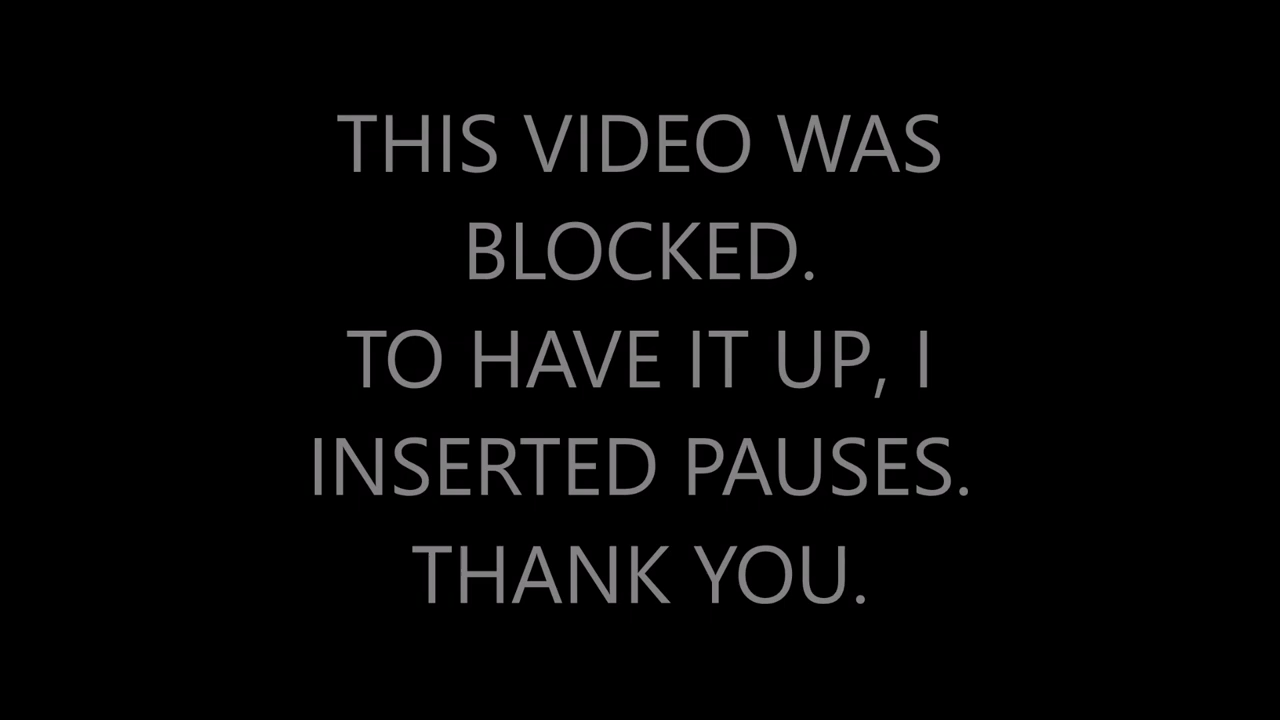 THIS VIDEO WAS
BLOCKED.
TO HAVE IT UP, I
INSERTED PAUSES.
THANK YOU.